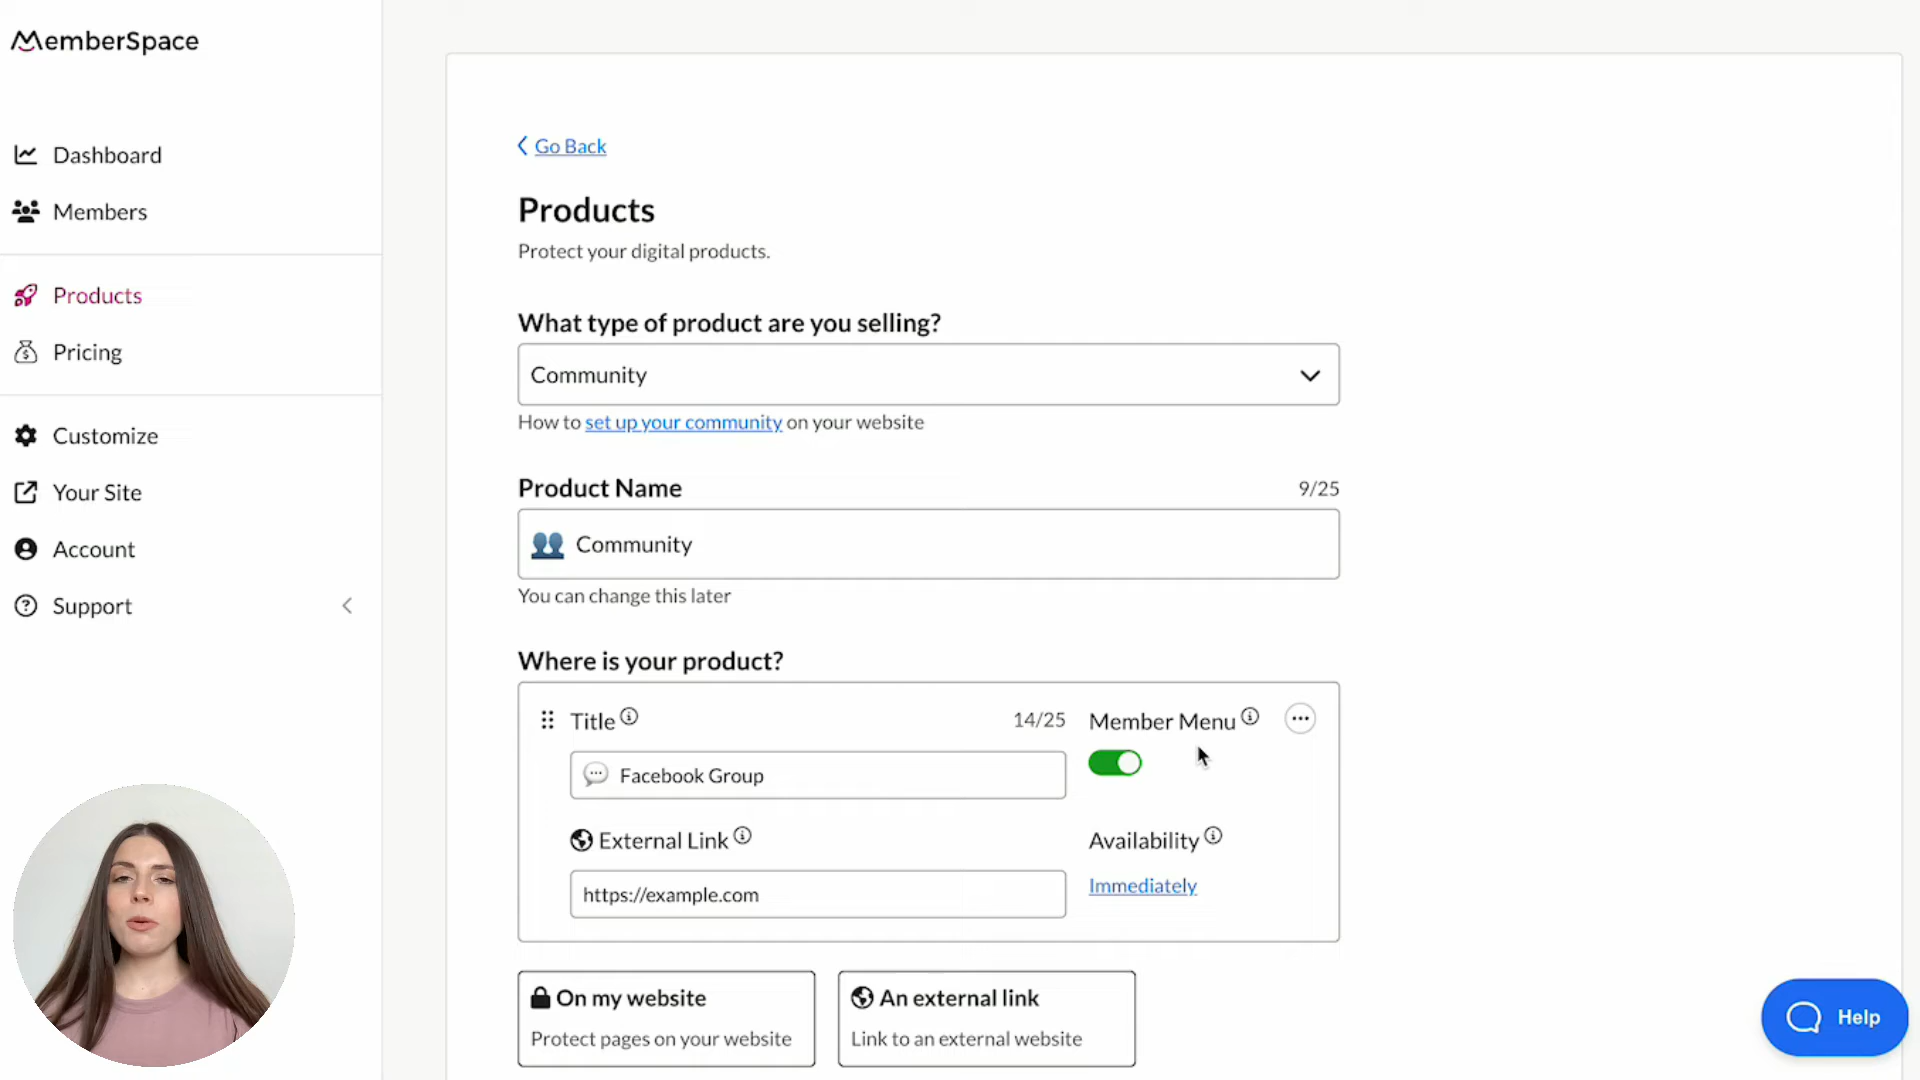 MemberSpace
Dashboard
Members
Products
Pricing
Customize
Your Site
Account
Support
Go Back
Products
Protect your digital products.
What type of product are you selling?
Community
How to set up your community on your website
Product Name 9/25
Community
You can change this later
Where is your product?
Title 14/25 Member Menu
Facebook Group
External Link Availability
https://example.com Immediately
On my website
Protect pages on your website
An external link
Link to an external website
Help